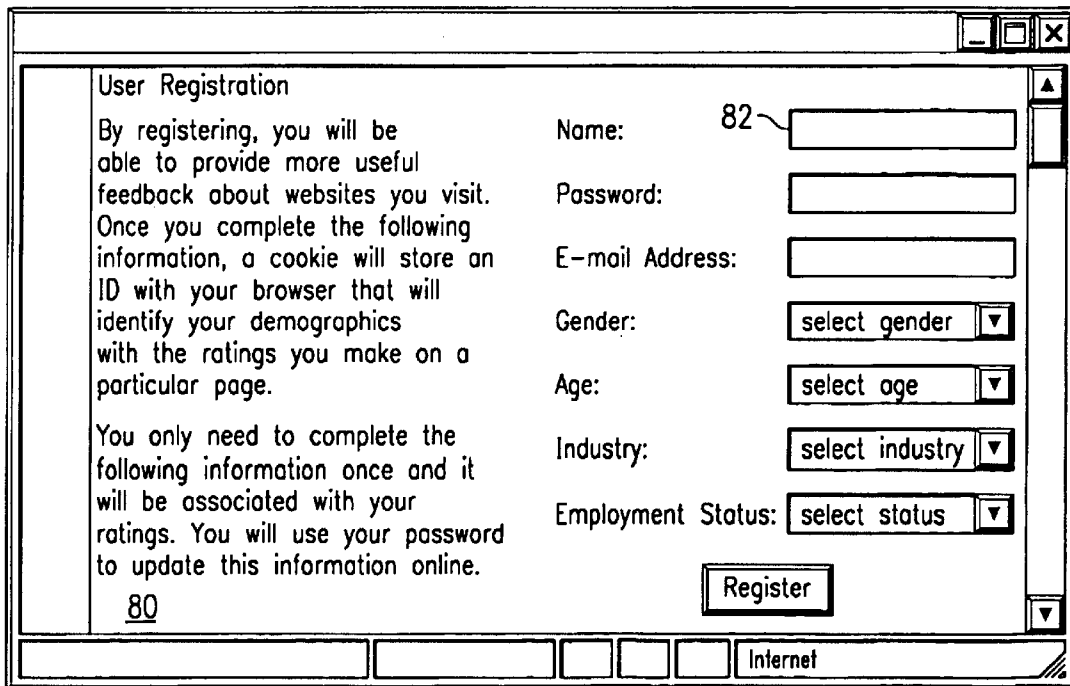 User Registration
By registering, you will be
able to provide more useful
feedback about websites you visit.
Once you complete the following
information, a cookie will store an
ID with your browser that will
identify your demographics
with the ratings you make on a
particular page.
You only need to complete the
following information once and it
will be associated with your
ratings. You will use your password
to update this information online.
80
Name: 82
Password:
E-mail Address:
Gender: select gender
Age: select age
Industry: select industry
Employment Status: select status
Register
Internet